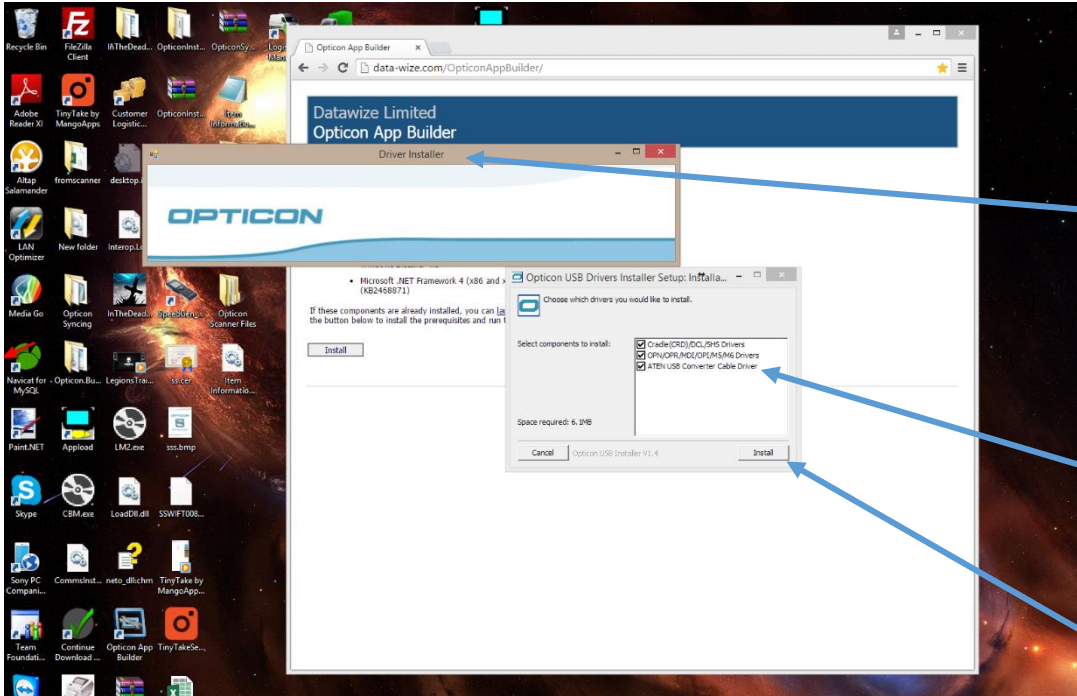 Recycle Bin
FileZilla
Client
InTheDead...
OpticonInst...
OpticonSy...
Adobe
Reader XI
TinyTake by
MangoApps
Customer
Logistic...
OpticonInst...
Item
Altap
Salamander
fromscanner
LAN
Optimizer
New folder
Media Go
Opticon
Syncing
InTheDead...
Opticon
Scanner Files
Navicat for
MySQL
Opticon.Bu...
LegionsTrai...
ss.cer
Item
Informatio...
Paint.NET
Appload
LM2.exe
sss.bmp
Skype
CBM.exe
LoadDll.dll
SSWIFT008...
Sony PC
Compani...
CommsInst...
neto_dll.chm
TinyTake by
MangoApp...
Team
Foundati...
Continue
Download ...
Opticon App
Builder
TinyTakeSe...
Opticon App Builder
data-wize.com/OpticonAppBuilder/
Datawize Limited
Opticon App Builder
Driver Installer
OPTICON
Microsoft .NET Framework 4 (x86 and
(KB2468871)
If these components are already installed, you can
the button below to install the prerequisites and run
Install
Opticon USB Drivers Installer Setup: Installa...
Choose which drivers you would like to install.
Select components to install:
Cradle(CRD)/DCL/SHS Drivers
OPN/OPR/MDI/OPI/M5/M6 Drivers
ATEN USB Converter Cable Driver
Space required: 6.1MB
Cancel
Opticon USB Installer V1.4
Install